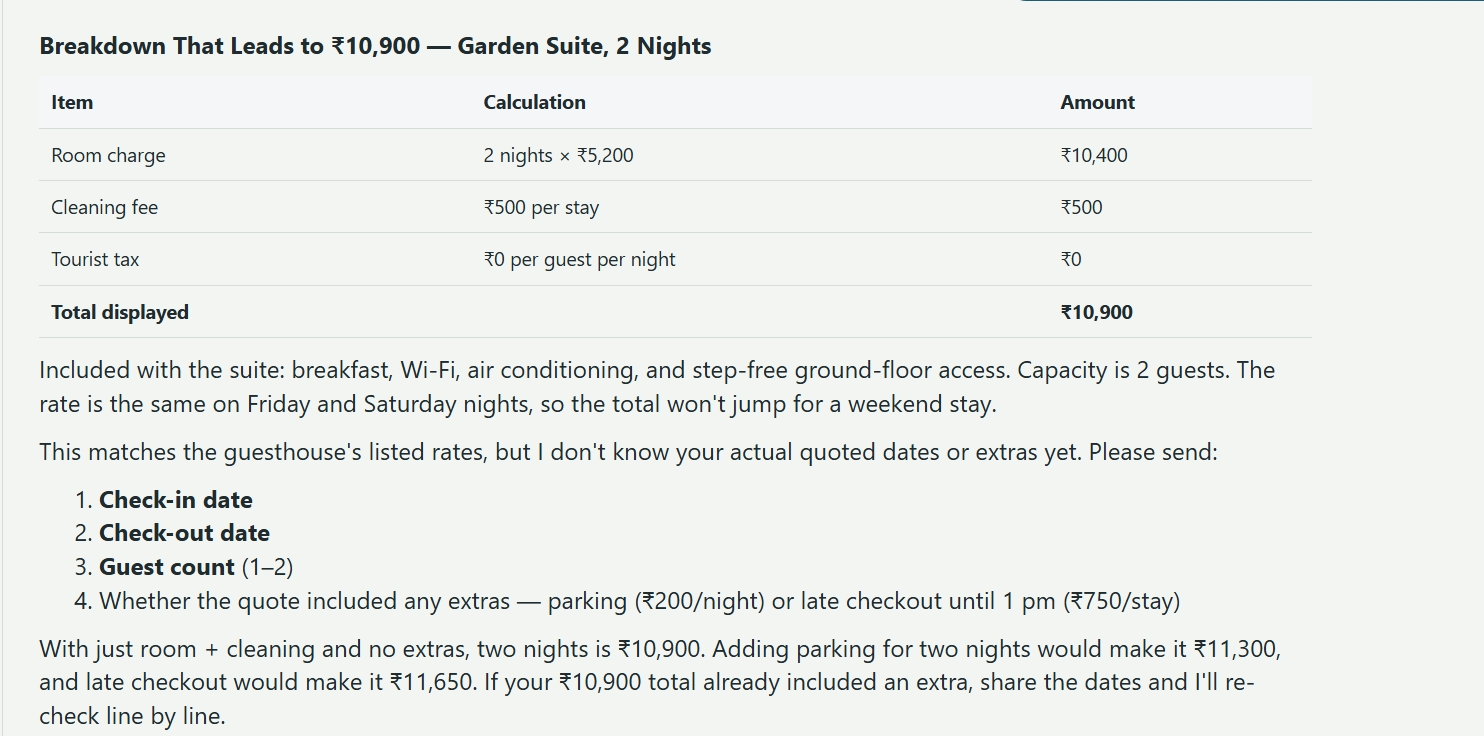 Breakdown That Leads to ₹10,900 — Garden Suite, 2 Nights
Item Calculation Amount
Room charge 2 nights × ₹5,200 ₹10,400
Cleaning fee ₹500 per stay ₹500
Tourist tax ₹0 per guest per night ₹0
Total displayed ₹10,900
Included with the suite: breakfast, Wi-Fi, air conditioning, and step-free ground-floor access. Capacity is 2 guests. The
rate is the same on Friday and Saturday nights, so the total won't jump for a weekend stay.
This matches the guesthouse's listed rates, but I don't know your actual quoted dates or extras yet. Please send:
1. Check-in date
2. Check-out date
3. Guest count (1–2)
4. Whether the quote included any extras — parking (₹200/night) or late checkout until 1 pm (₹750/stay)
With just room + cleaning and no extras, two nights is ₹10,900. Adding parking for two nights would make it ₹11,300,
and late checkout would make it ₹11,650. If your ₹10,900 total already included an extra, share the dates and I'll re-
check line by line.